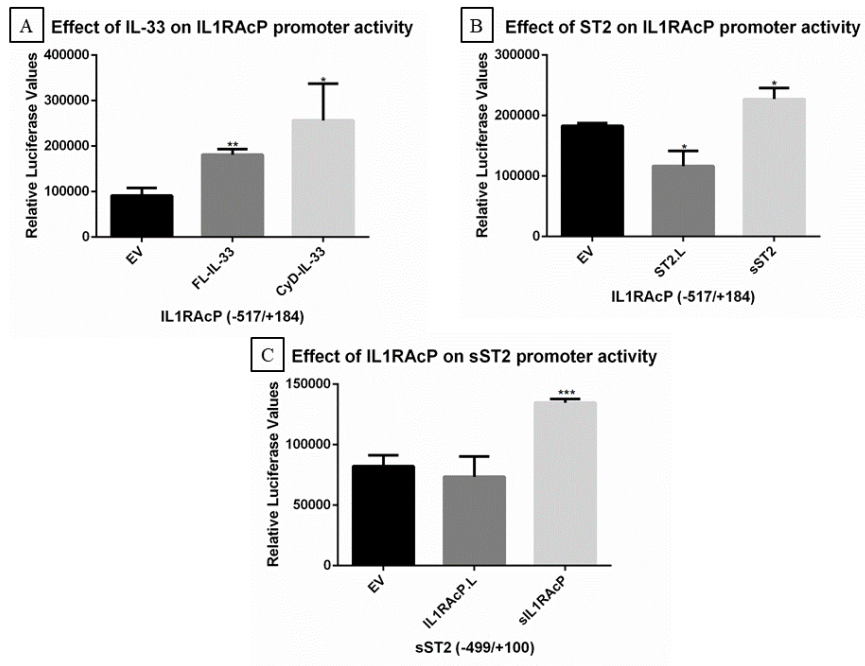 A Effect of IL-33 on IL1RAcP promoter activity
Relative Luciferase Values
400000
300000
200000
100000
0
**
*
EV
FL-IL-33
CyD-IL-33
IL1RAcP (-517/+184)
B Effect of ST2 on IL1RAcP promoter activity
Relative Luciferase Values
300000
200000
100000
0
*
*
EV
ST2.L
sST2
IL1RAcP (-517/+184)
C Effect of IL1RAcP on sST2 promoter activity
Relative Luciferase Values
150000
100000
50000
0
***
EV
IL1RAcP.L
sIL1RAcP
sST2 (-499/+100)